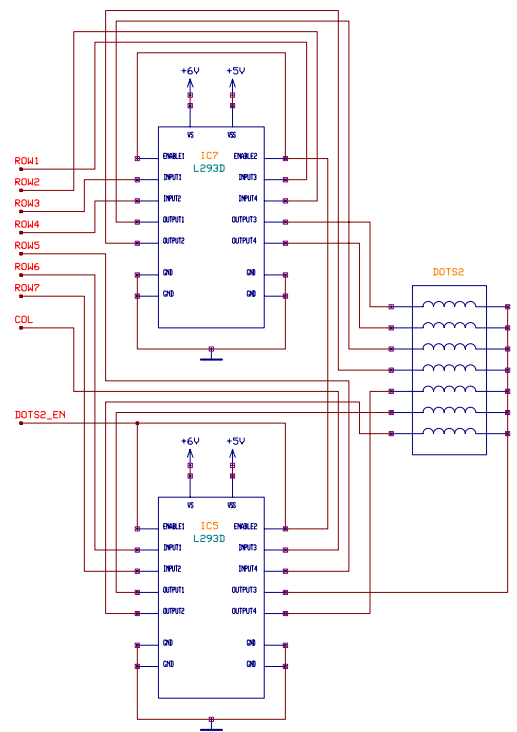 +6V +5V
VS VSS
ENABLE1 IC7 ENABLE2
L293D
ROW1
INPUT1 INPUT3
ROW2
INPUT2 INPUT4
ROW3
OUTPUT1 OUTPUT3
ROW4
OUTPUT2 OUTPUT4
ROW5
ROW6
GND GND
DOTS2
ROW7
GND GND
COL
DOTS2_EN
+6V +5V
VS VSS
ENABLE1 IC5 ENABLE2
L293D
INPUT1 INPUT3
INPUT2 INPUT4
OUTPUT1 OUTPUT3
OUTPUT2 OUTPUT4
GND GND
GND GND